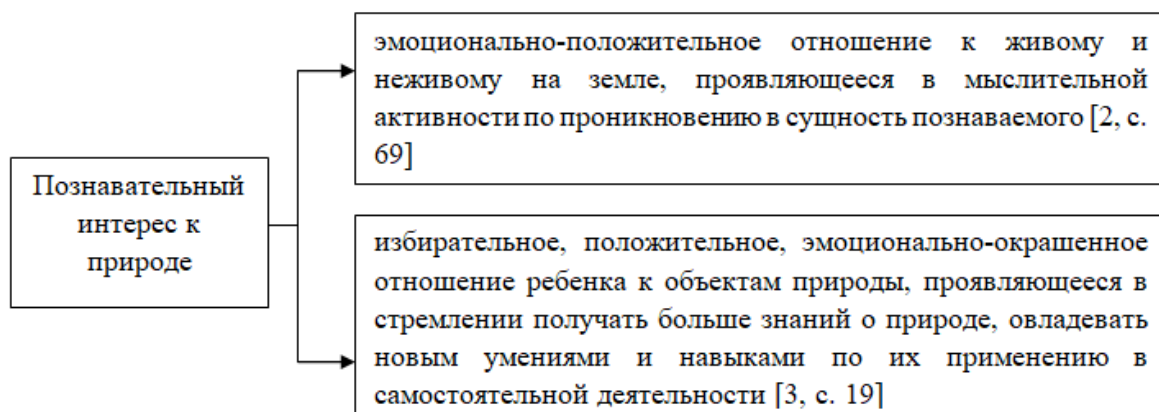 Познавательный
интерес к
природе
эмоционально-положительное отношение к живому и
неживому на земле, проявляющееся в мыслительной
активности по проникновению в сущность познаваемого [2, с.
69]
избирательное, положительное, эмоционально-окрашенное
отношение ребенка к объектам природы, проявляющееся в
стремлении получать больше знаний о природе, овладевать
новым умениями и навыками по их применению в
самостоятельной деятельности [3, с. 19]